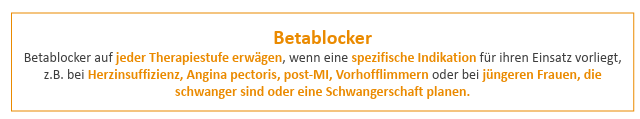 Betablocker
Betablocker auf jeder Therapiestufe erwägen, wenn eine spezifische Indikation für ihren Einsatz vorliegt,
z.B. bei Herzinsuffizienz, Angina pectoris, post-MI, Vorhofflimmern oder bei jüngeren Frauen, die
schwanger sind oder eine Schwangerschaft planen.